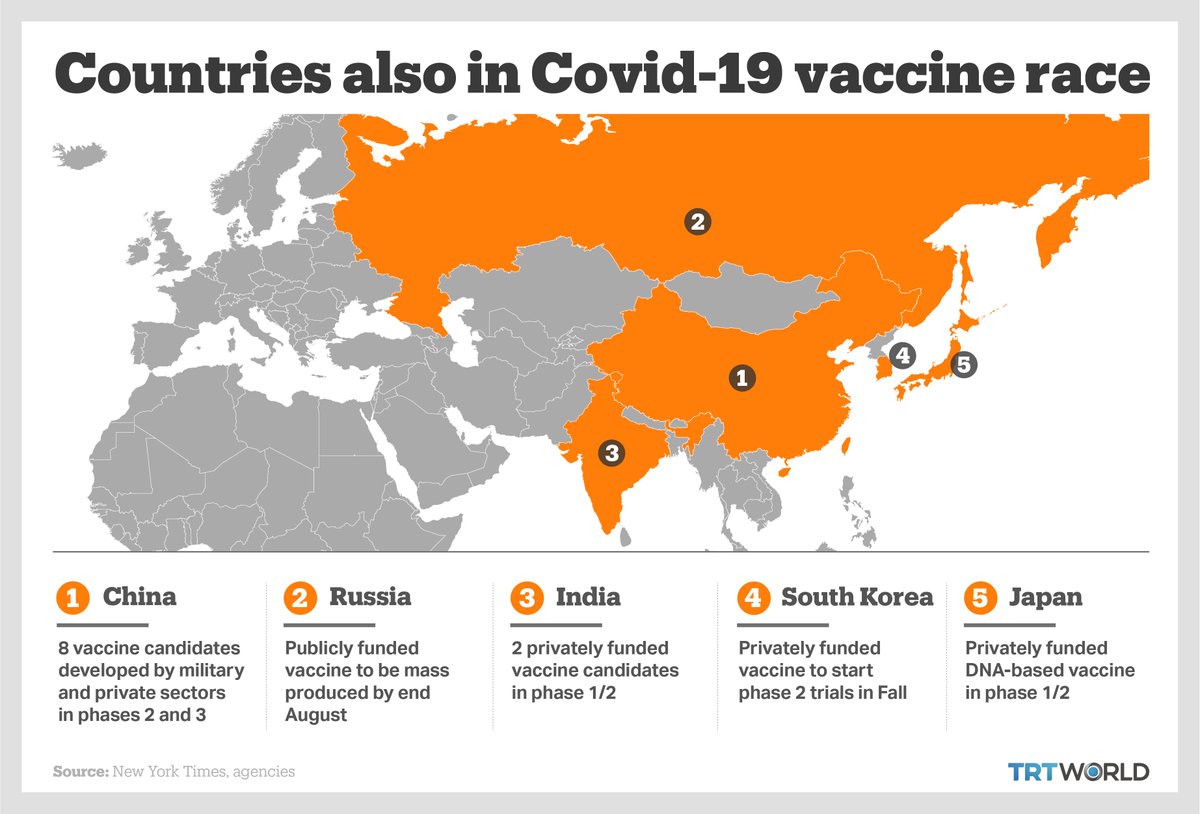 Countries also in Covid-19 vaccine race
2
4
5
1
3
1 China
8 vaccine candidates
developed by military
and private sectors
in phases 2 and 3
2 Russia
Publicly funded
vaccine to be mass
produced by end
August
3 India
2 privately funded
vaccine candidates
in phase 1/2
4 South Korea
Privately funded
vaccine to start
phase 2 trials in Fall
5 Japan
Privately funded
DNA-based vaccine
in phase 1/2
Source: New York Times, agencies
TRTWORLD